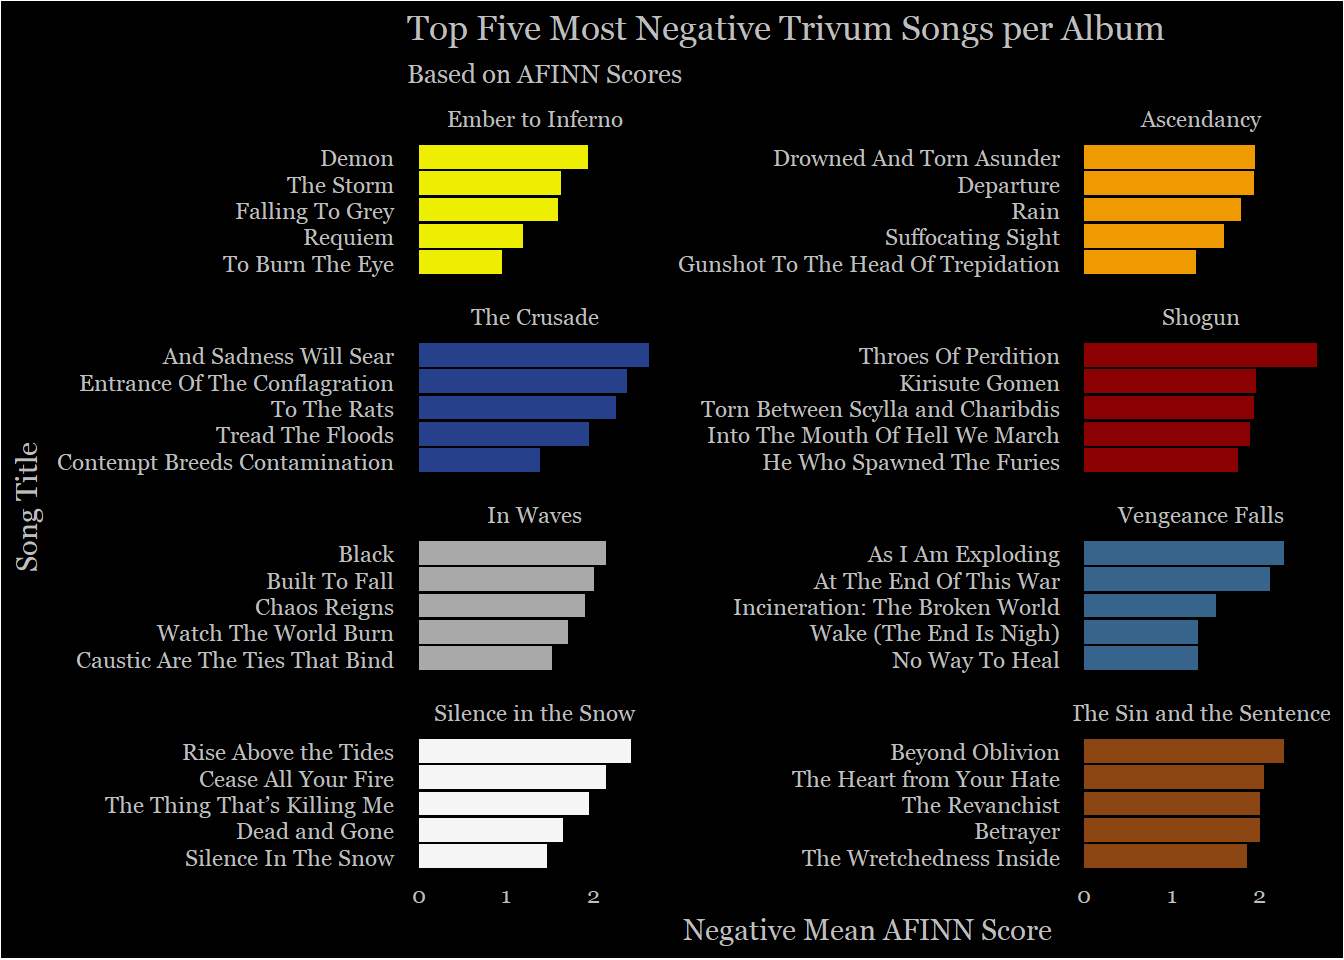 Top Five Most Negative Trivum Songs per Album
Based on AFINN Scores
Ember to Inferno
Demon
The Storm
Falling To Grey
Requiem
To Burn The Eye
Ascendancy
Drowned And Torn Asunder
Departure
Rain
Suffocating Sight
Gunshot To The Head Of Trepidation
The Crusade
And Sadness Will Sear
Entrance Of The Conflagration
To The Rats
Tread The Floods
Contempt Breeds Contamination
Shogun
Throes Of Perdition
Kirisute Gomen
Torn Between Scylla and Charibdis
Into The Mouth Of Hell We March
He Who Spawned The Furies
In Waves
Black
Built To Fall
Chaos Reigns
Watch The World Burn
Caustic Are The Ties That Bind
Vengeance Falls
As I Am Exploding
At The End Of This War
Incineration: The Broken World
Wake (The End Is Nigh)
No Way To Heal
Silence in the Snow
Rise Above the Tides
Cease All Your Fire
The Thing That’s Killing Me
Dead and Gone
Silence In The Snow
The Sin and the Sentence
Beyond Oblivion
The Heart from Your Hate
The Revanchist
Betrayer
The Wretchedness Inside
0 1 2
0 1 2
Negative Mean AFINN Score
Song Title